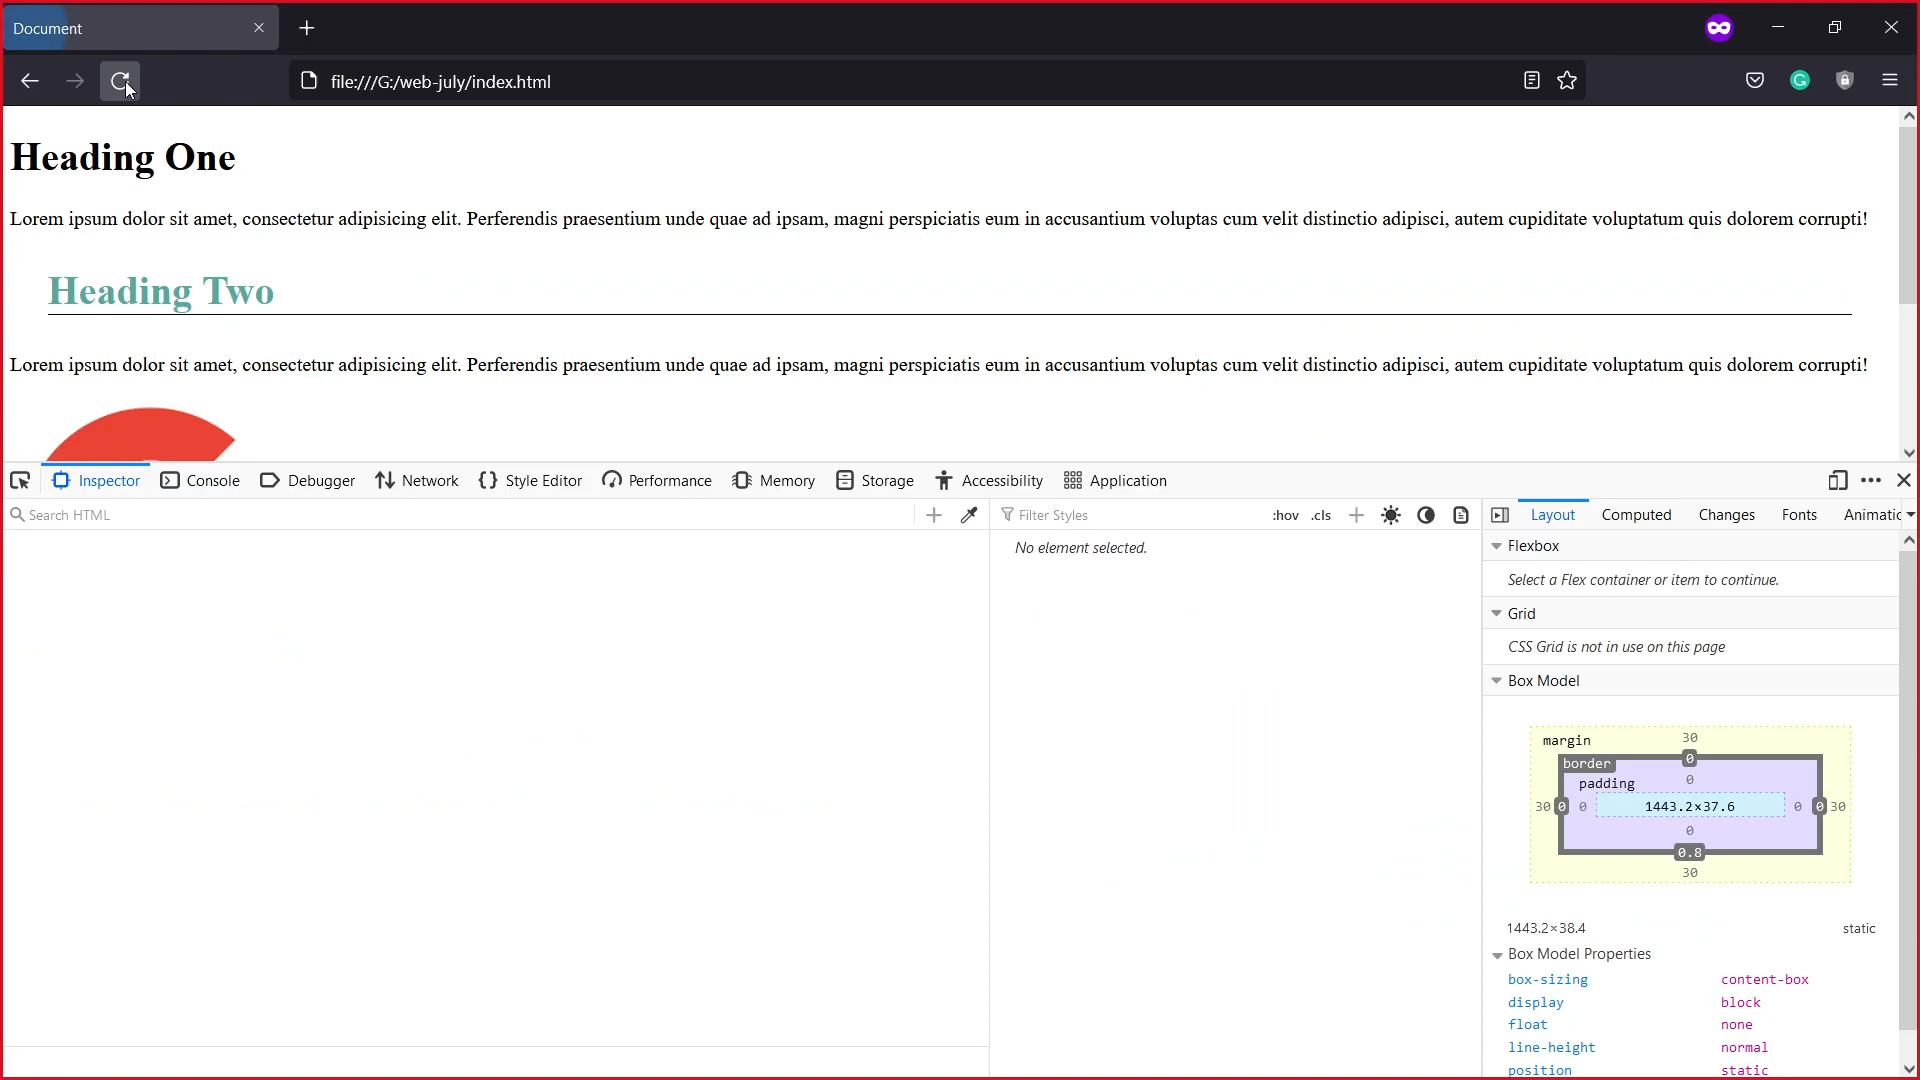 Document
file:///G:/web-july/index.html
Heading One
Lorem ipsum dolor sit amet, consectetur adipisicing elit. Perferendis praesentium unde quae ad ipsam, magni perspiciatis eum in accusantium voluptas cum velit distinctio adipisci, autem cupiditate voluptatum quis dolorem corrupti!
Heading Two
Lorem ipsum dolor sit amet, consectetur adipisicing elit. Perferendis praesentium unde quae ad ipsam, magni perspiciatis eum in accusantium voluptas cum velit distinctio adipisci, autem cupiditate voluptatum quis dolorem corrupti!
Inspector Console Debugger Network Style Editor Performance Memory Storage Accessibility Application
Search HTML Filter Styles :hov .cls Layout Computed Changes Fonts Animatic
No element selected.
Flexbox
Select a Flex container or item to continue.
Grid
CSS Grid is not in use on this page
Box Model
margin 30
border 0
padding 0
30 0 0 1443.2×37.6 0 0 30
0
0.8
30
1443.2×38.4 static
Box Model Properties
box-sizing content-box
display block
float none
line-height normal
position static